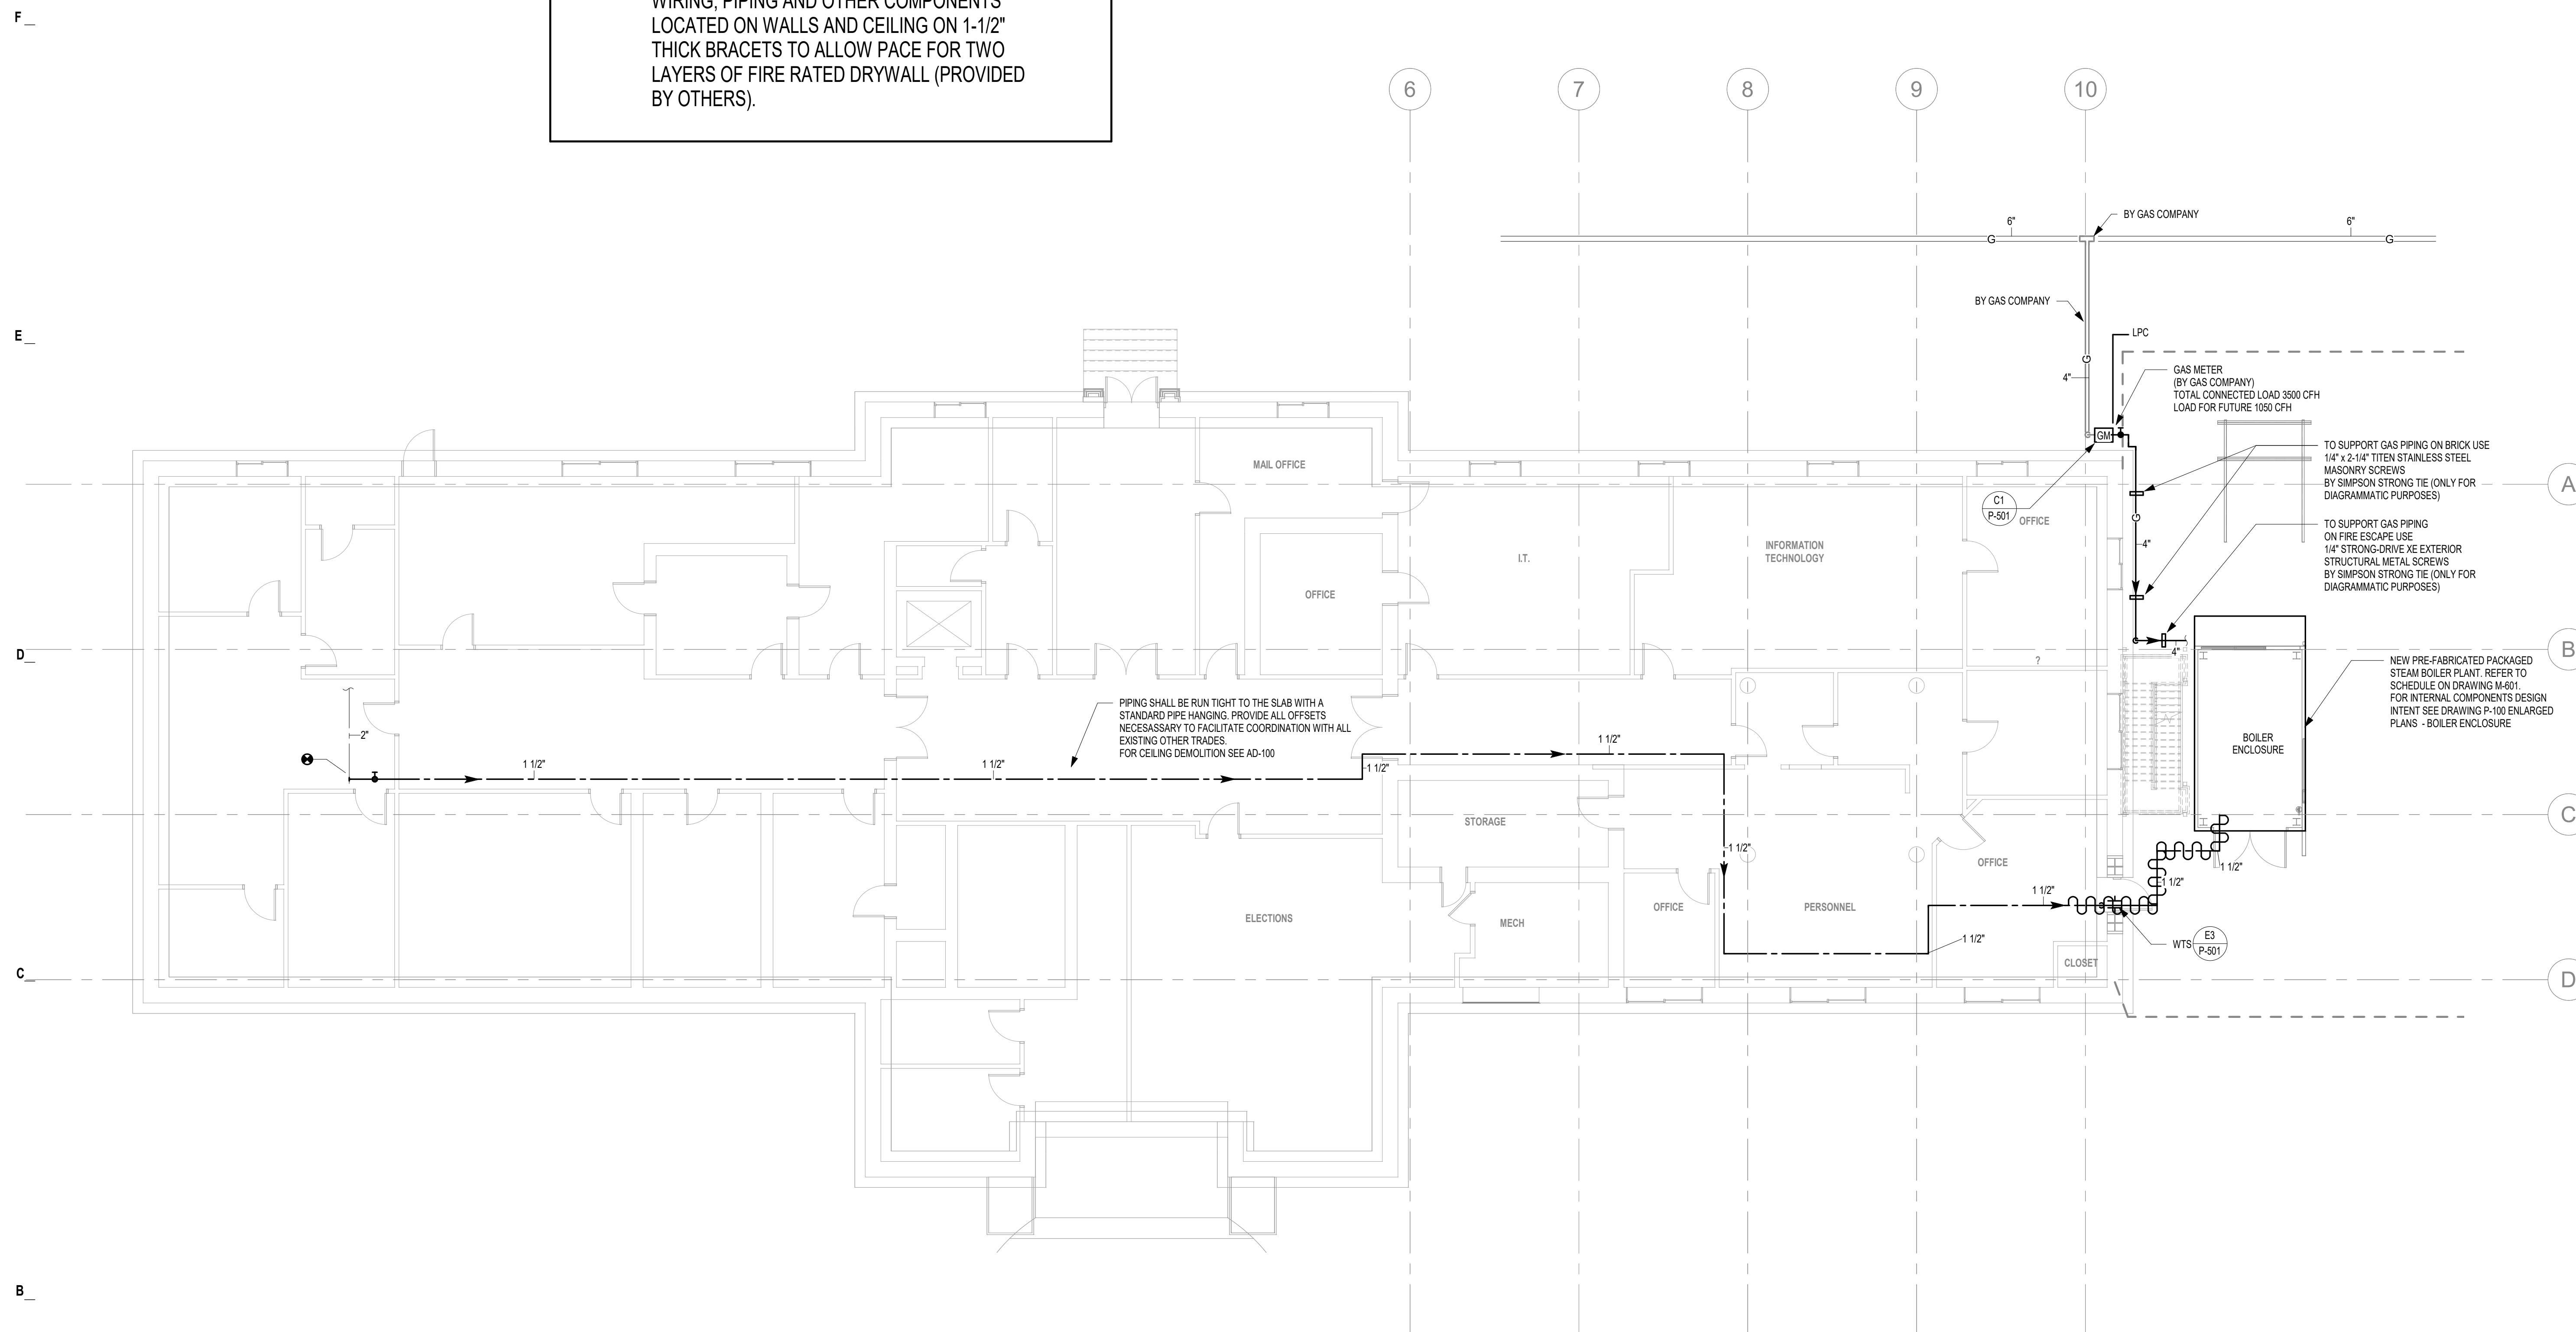 F
WIRING, PIPING AND OTHER COMPONENTS
LOCATED ON WALLS AND CEILING ON 1-1/2"
THICK BRACETS TO ALLOW PACE FOR TWO
LAYERS OF FIRE RATED DRYWALL (PROVIDED
BY OTHERS).
6
7
8
9
10
BY GAS COMPANY
6"
6"
G
G
BY GAS COMPANY
E
LPC
G
4"
GAS METER
(BY GAS COMPANY)
TOTAL CONNECTED LOAD 3500 CFH
LOAD FOR FUTURE 1050 CFH
GM
TO SUPPORT GAS PIPING ON BRICK USE
1/4" x 2-1/4" TITEN STAINLESS STEEL
MASONRY SCREWS
BY SIMPSON STRONG TIE (ONLY FOR
DIAGRAMMATIC PURPOSES)
MAIL OFFICE
A
C1
P-501
OFFICE
G
TO SUPPORT GAS PIPING
ON FIRE ESCAPE USE
1/4" STRONG-DRIVE XE EXTERIOR
STRUCTURAL METAL SCREWS
BY SIMPSON STRONG TIE (ONLY FOR
DIAGRAMMATIC PURPOSES)
4"
I.T.
INFORMATION
TECHNOLOGY
OFFICE
D
4"
B
?
NEW PRE-FABRICATED PACKAGED
STEAM BOILER PLANT. REFER TO
SCHEDULE ON DRAWING M-601.
FOR INTERNAL COMPONENTS DESIGN
INTENT SEE DRAWING P-100 ENLARGED
PLANS - BOILER ENCLOSURE
PIPING SHALL BE RUN TIGHT TO THE SLAB WITH A
STANDARD PIPE HANGING. PROVIDE ALL OFFSETS
NECESASSARY TO FACILITATE COORDINATION WITH ALL
EXISTING OTHER TRADES.
FOR CEILING DEMOLITION SEE AD-100
2"
BOILER
ENCLOSURE
1 1/2"
1 1/2"
1 1/2"
1 1/2"
STORAGE
C
1 1/2"
OFFICE
1 1/2"
1 1/2"
1 1/2"
OFFICE
PERSONNEL
ELECTIONS
MECH
1 1/2"
WTS
E3
P-501
CLOSET
C
D
B